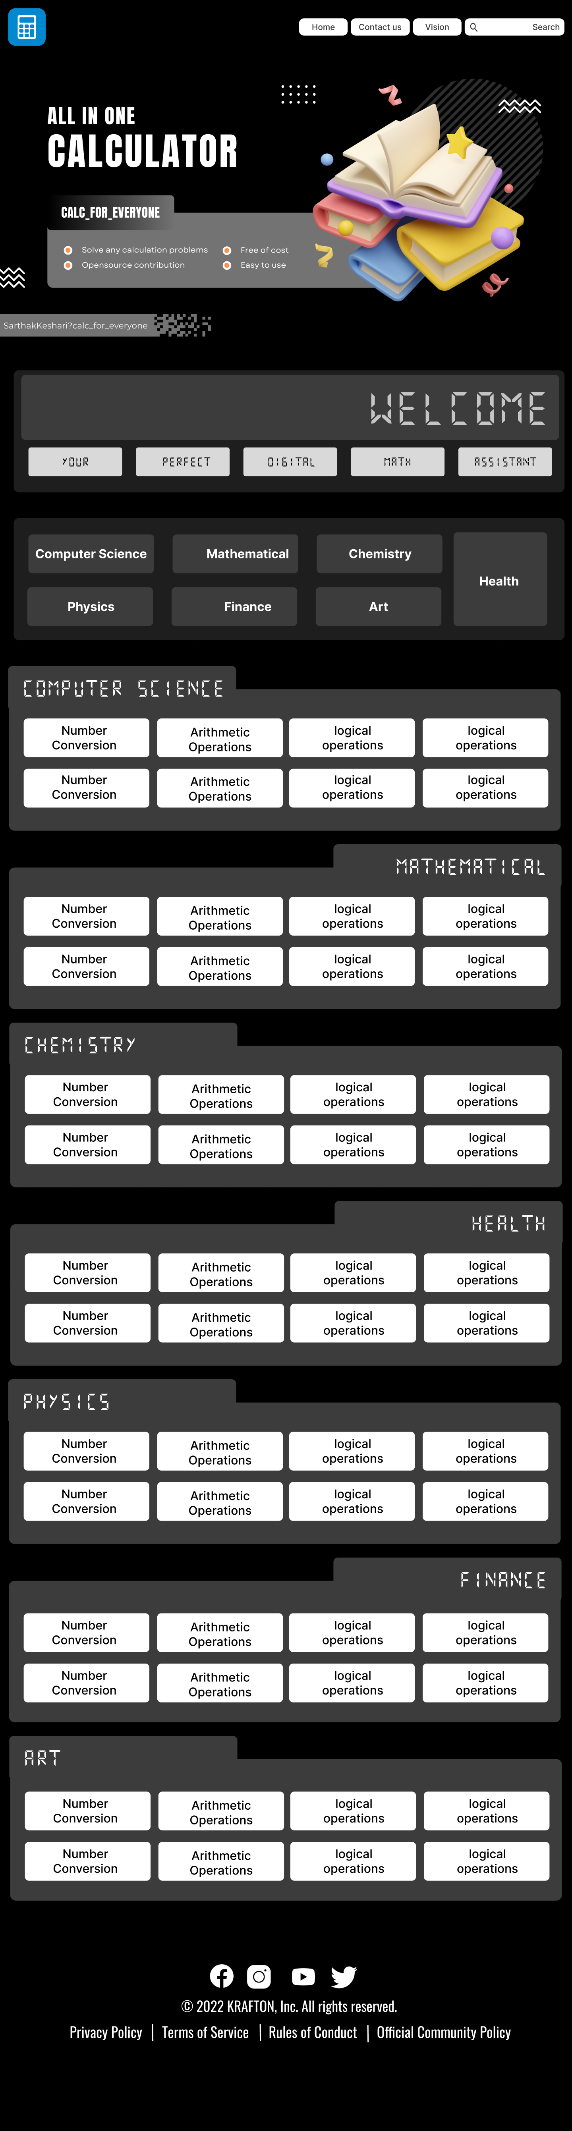 Home Contact us Vision Search
ALL IN ONE
CALCULATOR
CALC_FOR_EVERYONE
Solve any calculation problems Free of cost
Opensource contribution Easy to use
SarthakKeshari?calc_for_everyone
WELCOME
YOUR PERFECT DIGITAL MATH ASSISTANT
Computer Science Mathematical Chemistry
Health
Physics Finance Art
COMPUTER SCIENCE
Number Arithmetic logical logical
Conversion Operations operations operations
Number Arithmetic logical logical
Conversion Operations operations operations
MATHEMATICAL
Number Arithmetic logical logical
Conversion Operations operations operations
Number Arithmetic logical logical
Conversion Operations operations operations
CHEMISTRY
Number Arithmetic logical logical
Conversion Operations operations operations
Number Arithmetic logical logical
Conversion Operations operations operations
HEALTH
Number Arithmetic logical logical
Conversion Operations operations operations
Number Arithmetic logical logical
Conversion Operations operations operations
PHYSICS
Number Arithmetic logical logical
Conversion Operations operations operations
Number Arithmetic logical logical
Conversion Operations operations operations
FINANCE
Number Arithmetic logical logical
Conversion Operations operations operations
Number Arithmetic logical logical
Conversion Operations operations operations
ART
Number Arithmetic logical logical
Conversion Operations operations operations
Number Arithmetic logical logical
Conversion Operations operations operations
© 2022 KRAFTON, Inc. All rights reserved.
Privacy Policy | Terms of Service | Rules of Conduct | Official Community Policy